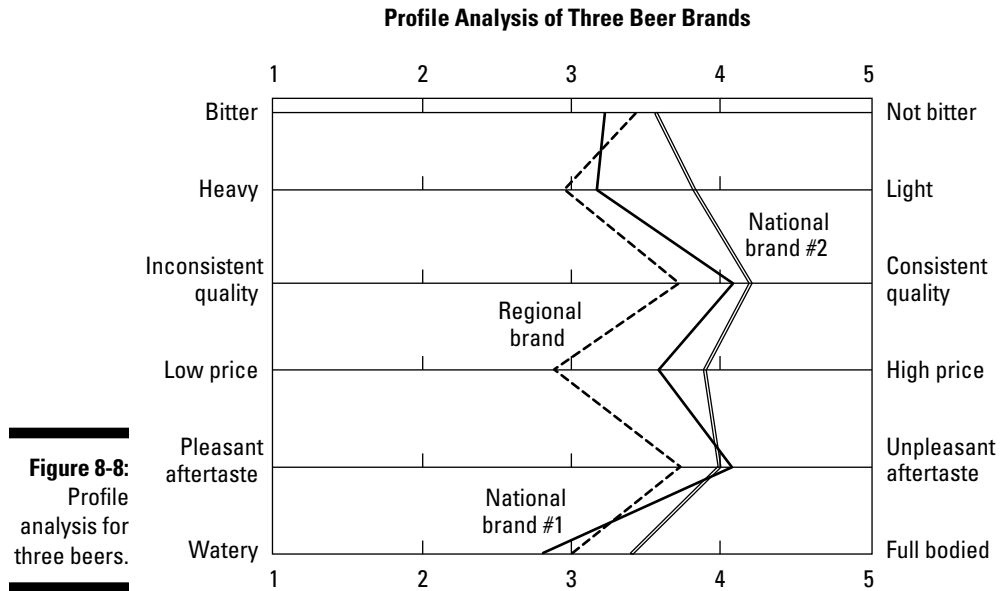 Profile Analysis of Three Beer Brands
1 2 3 4 5
Bitter Not bitter
Heavy Light
National
brand #2
Inconsistent
quality
Consistent
quality
Regional
brand
Low price High price
Pleasant
aftertaste
Unpleasant
aftertaste
National
brand #1
Watery Full bodied
1 2 3 4 5
Figure 8-8:
Profile
analysis for
three beers.